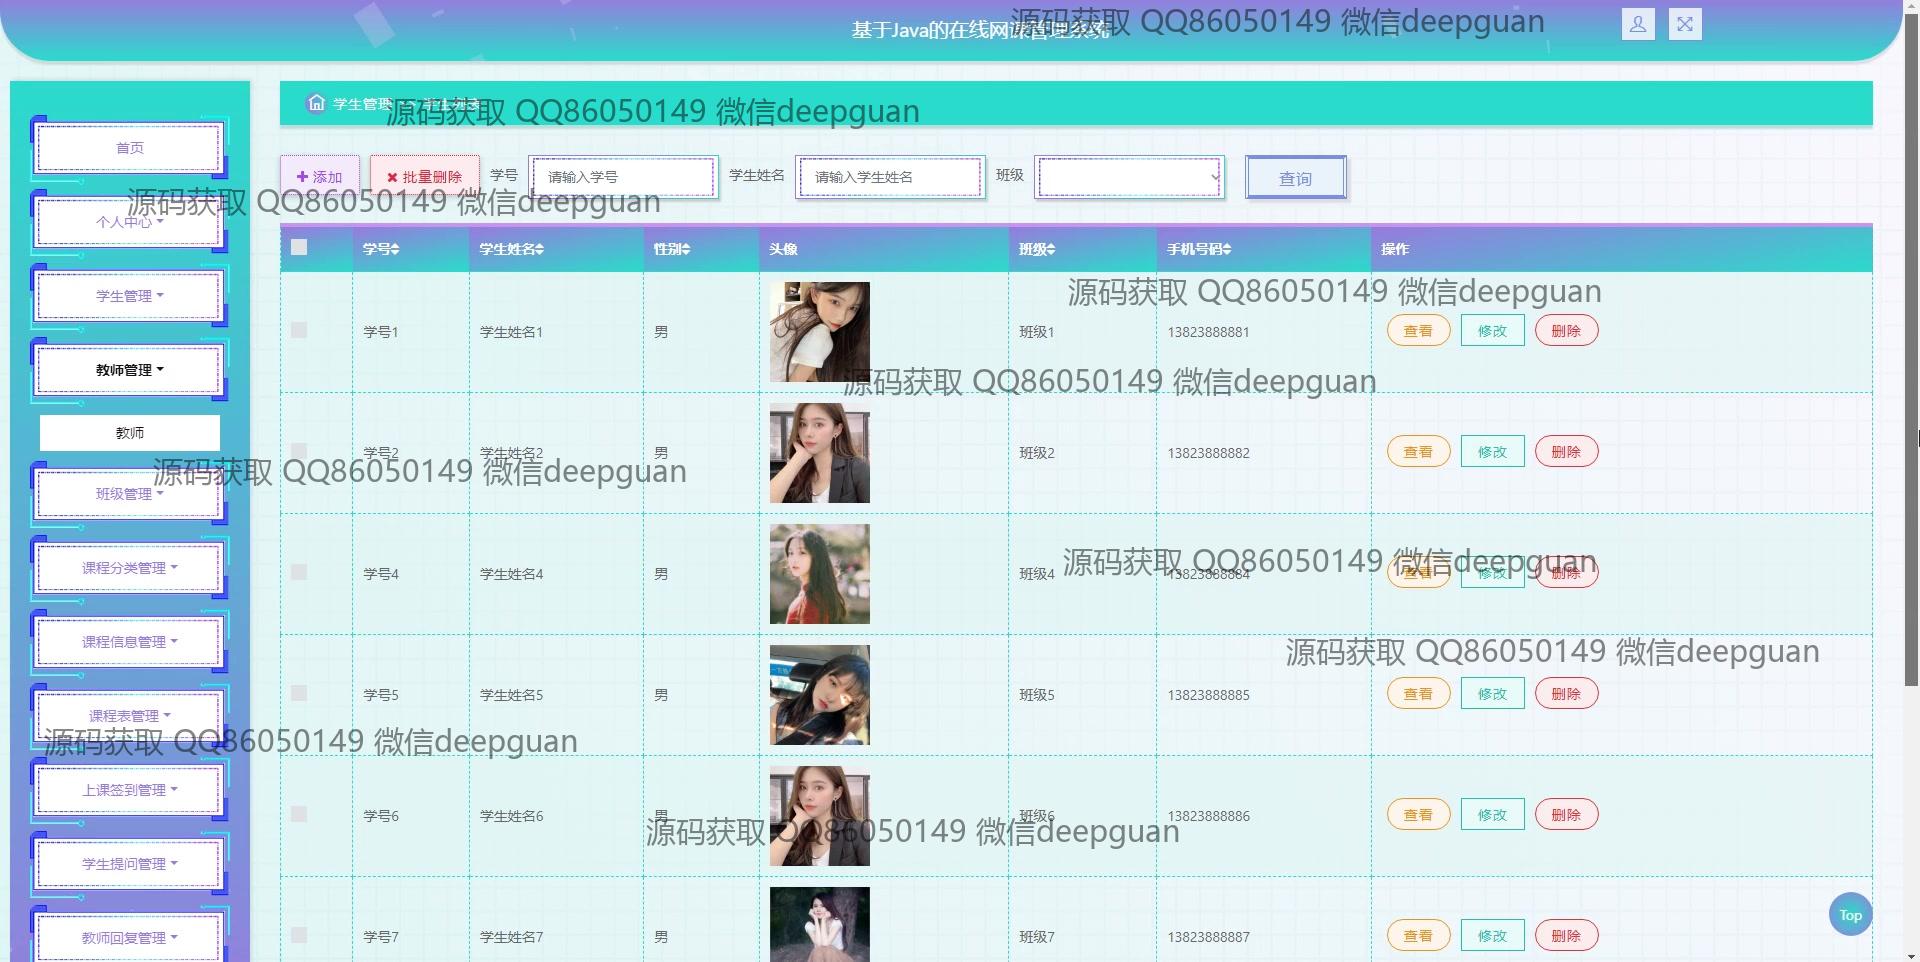 基于Java的在线网课管理系统
源码获取 QQ86050149 微信deepguan
学生管理
源码获取 QQ86050149 微信deepguan
首页
个人中心
学生管理
教师管理
教师
班级管理
课程分类管理
课程信息管理
课程表管理
上课签到管理
学生提问管理
教师回复管理
添加 批量删除 学号 请输入学号 学生姓名 请输入学生姓名 班级 查询
源码获取 QQ86050149 微信deepguan
学号 学生姓名 性别 头像 班级 手机号码 操作
源码获取 QQ86050149 微信deepguan
学号1 学生姓名1 男 班级1 13823888881 查看 修改 删除
源码获取 QQ86050149 微信deepguan
学号2 学生姓名2 男 班级2 13823888882 查看 修改 删除
源码获取 QQ86050149 微信deepguan
学号4 学生姓名4 男 班级4 13823888884 查看 修改 删除
源码获取 QQ86050149 微信deepguan
源码获取 QQ86050149 微信deepguan
学号5 学生姓名5 男 班级5 13823888885 查看 修改 删除
源码获取 QQ86050149 微信deepguan
学号6 学生姓名6 男 班级6 13823888886 查看 修改 删除
源码获取 QQ86050149 微信deepguan
学号7 学生姓名7 男 班级7 13823888887 查看 修改 删除
Top